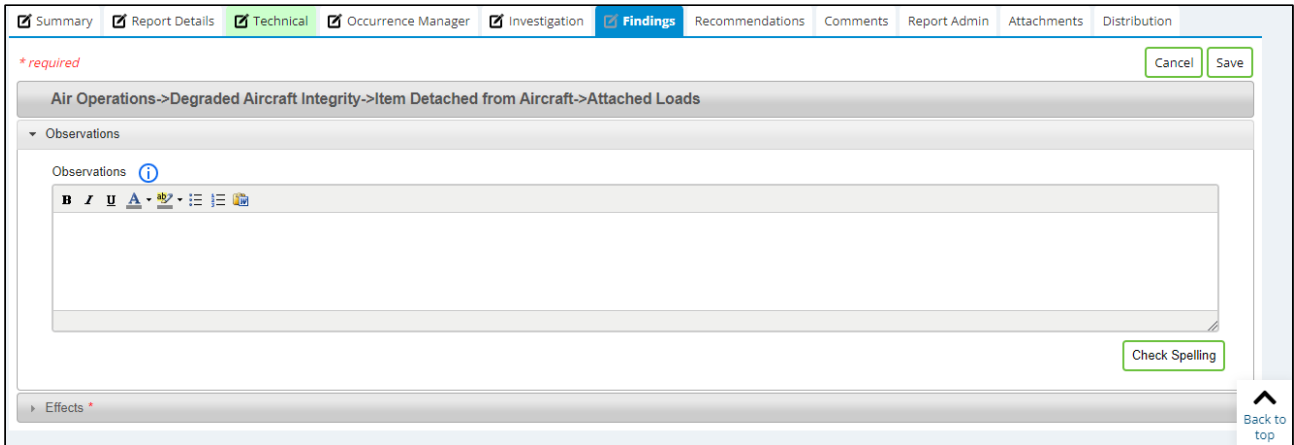 Summary Report Details Technical Occurrence Manager Investigation Findings Recommendations Comments Report Admin Attachments Distribution
* required
Cancel Save
Air Operations->Degraded Aircraft Integrity->Item Detached from Aircraft->Attached Loads
Observations
Observations i
B I U A ab
Check Spelling
Effects *
Back to
top